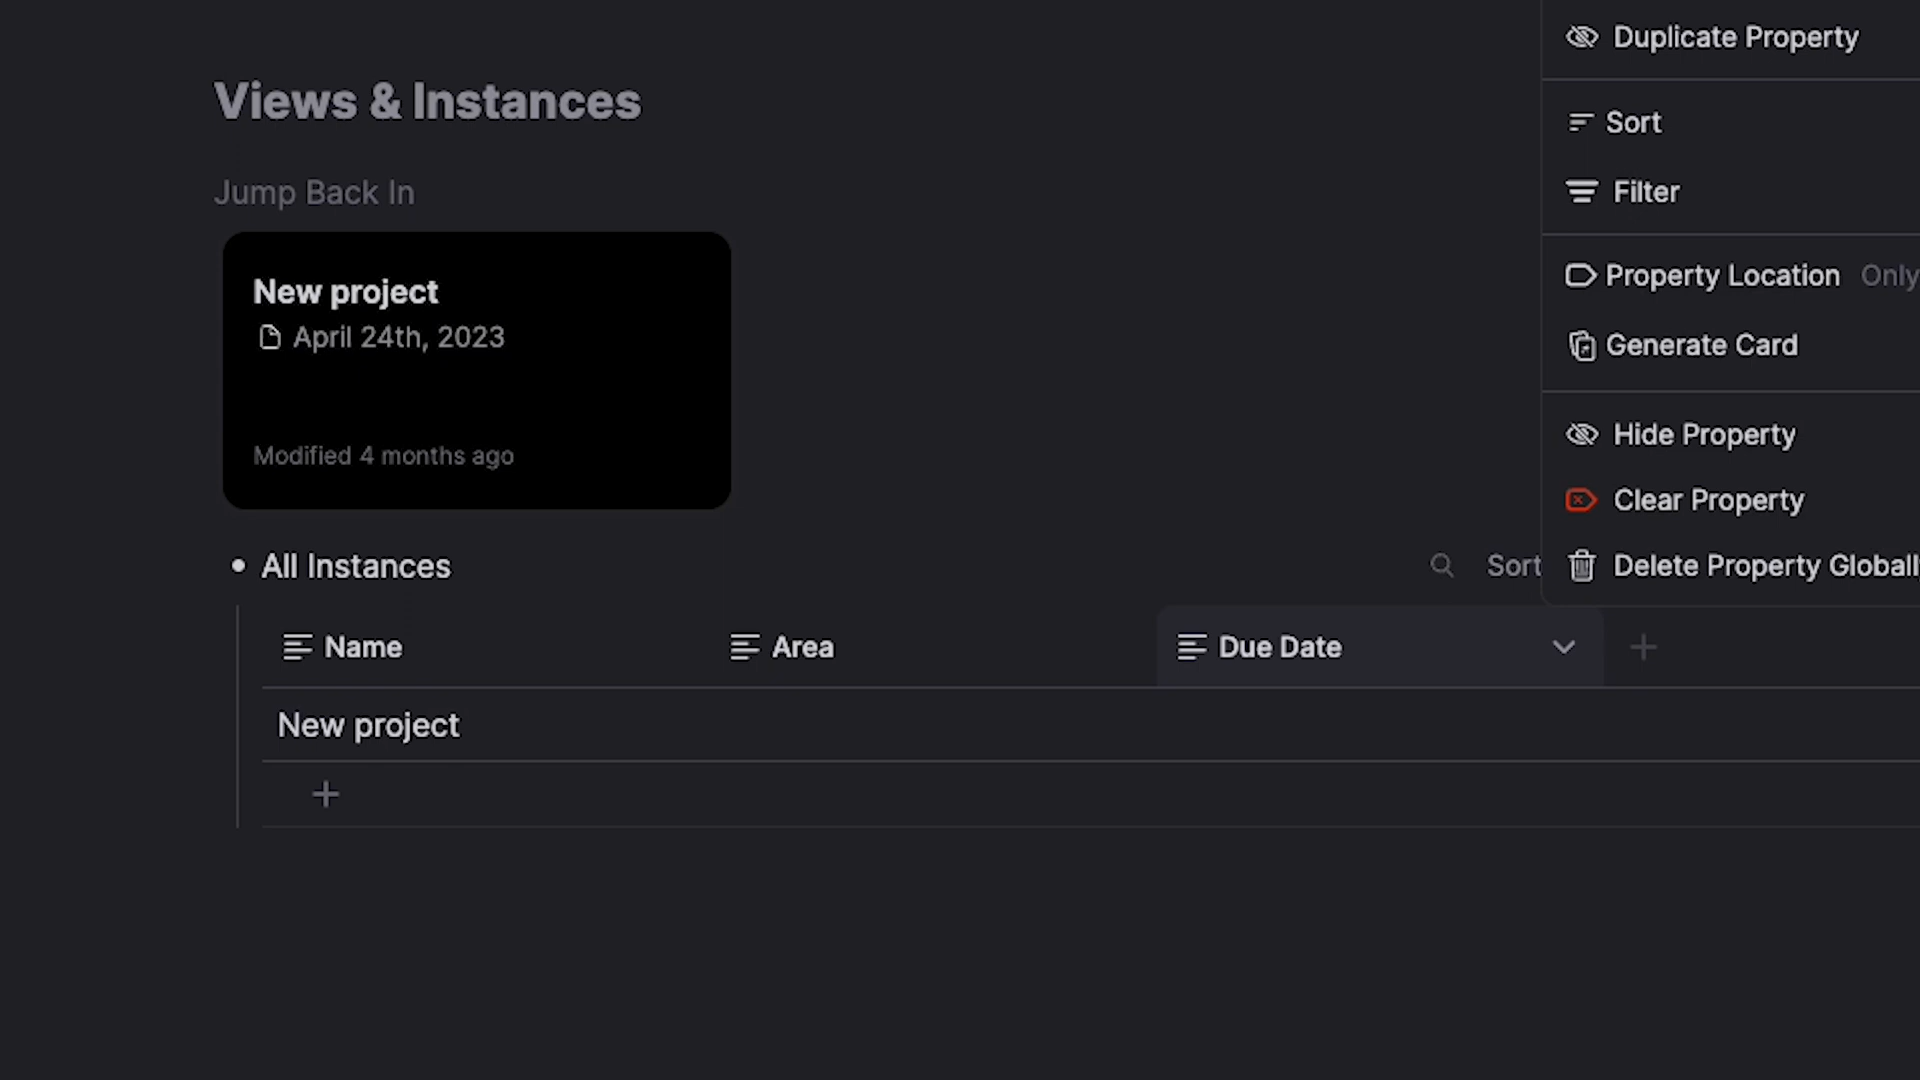 Duplicate Property
Views & Instances
Sort
Jump Back In
Filter
New project
April 24th, 2023
Property Location Only
Generate Card
Modified 4 months ago
Hide Property
Clear Property
All Instances
Sort
Delete Property Globall
Name
Area
Due Date
New project